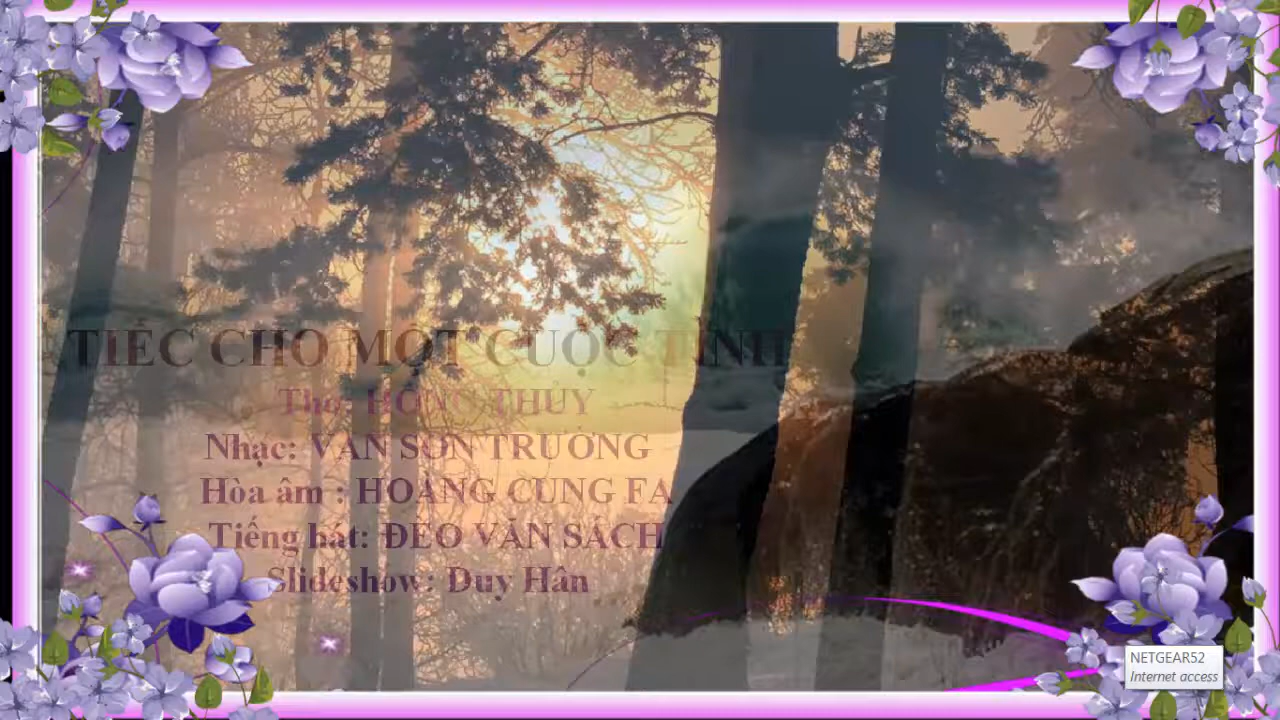 TIẾC CHO MỘT CUỘC TÌNH
Thơ: HỒNG THÚY
Nhạc: VĂN SƠN TRƯỜNG
Hòa âm : HOÀNG CUNG FA
Tiếng hát: ĐÈO VĂN SÁCH
Slideshow: Duy Hân
NETGEAR52
Internet access